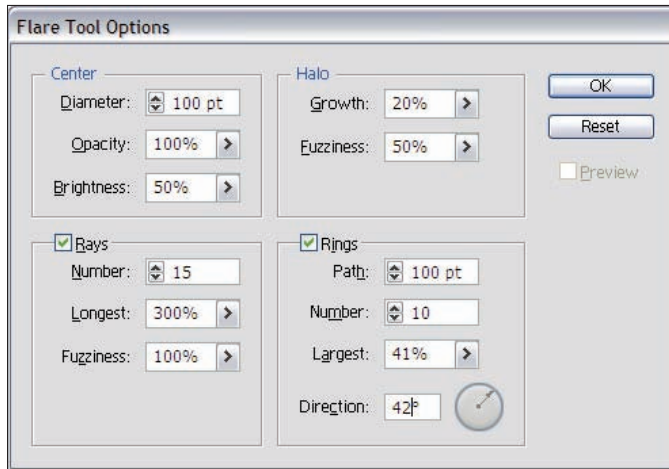 Flare Tool Options
Center
Diameter: 100 pt
Opacity: 100%
Brightness: 50%
Halo
Growth: 20%
Fuzziness: 50%
OK
Reset
Preview
Rays
Number: 15
Longest: 300%
Fuzziness: 100%
Rings
Path: 100 pt
Number: 10
Largest: 41%
Direction: 42°